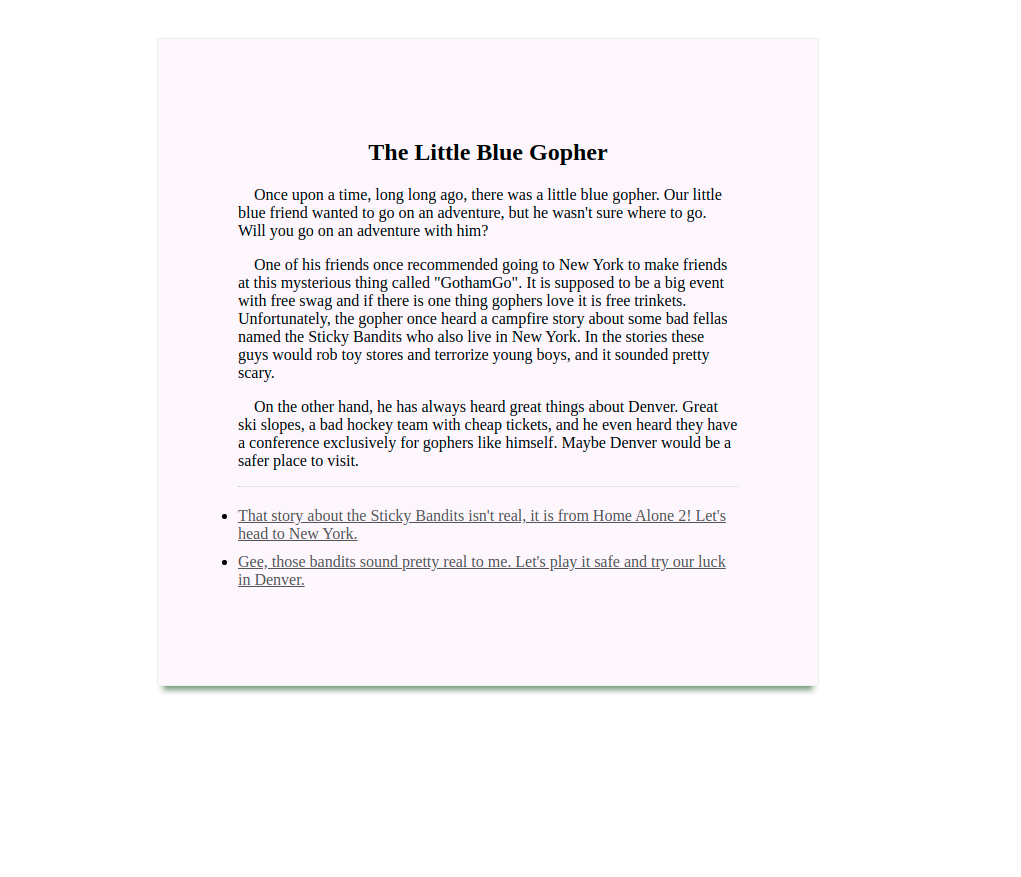 The Little Blue Gopher
Once upon a time, long long ago, there was a little blue gopher. Our little
blue friend wanted to go on an adventure, but he wasn't sure where to go.
Will you go on an adventure with him?
One of his friends once recommended going to New York to make friends
at this mysterious thing called "GothamGo". It is supposed to be a big event
with free swag and if there is one thing gophers love it is free trinkets.
Unfortunately, the gopher once heard a campfire story about some bad fellas
named the Sticky Bandits who also live in New York. In the stories these
guys would rob toy stores and terrorize young boys, and it sounded pretty
scary.
On the other hand, he has always heard great things about Denver. Great
ski slopes, a bad hockey team with cheap tickets, and he even heard they have
a conference exclusively for gophers like himself. Maybe Denver would be a
safer place to visit.
That story about the Sticky Bandits isn't real, it is from Home Alone 2! Let's
head to New York.
Gee, those bandits sound pretty real to me. Let's play it safe and try our luck
in Denver.